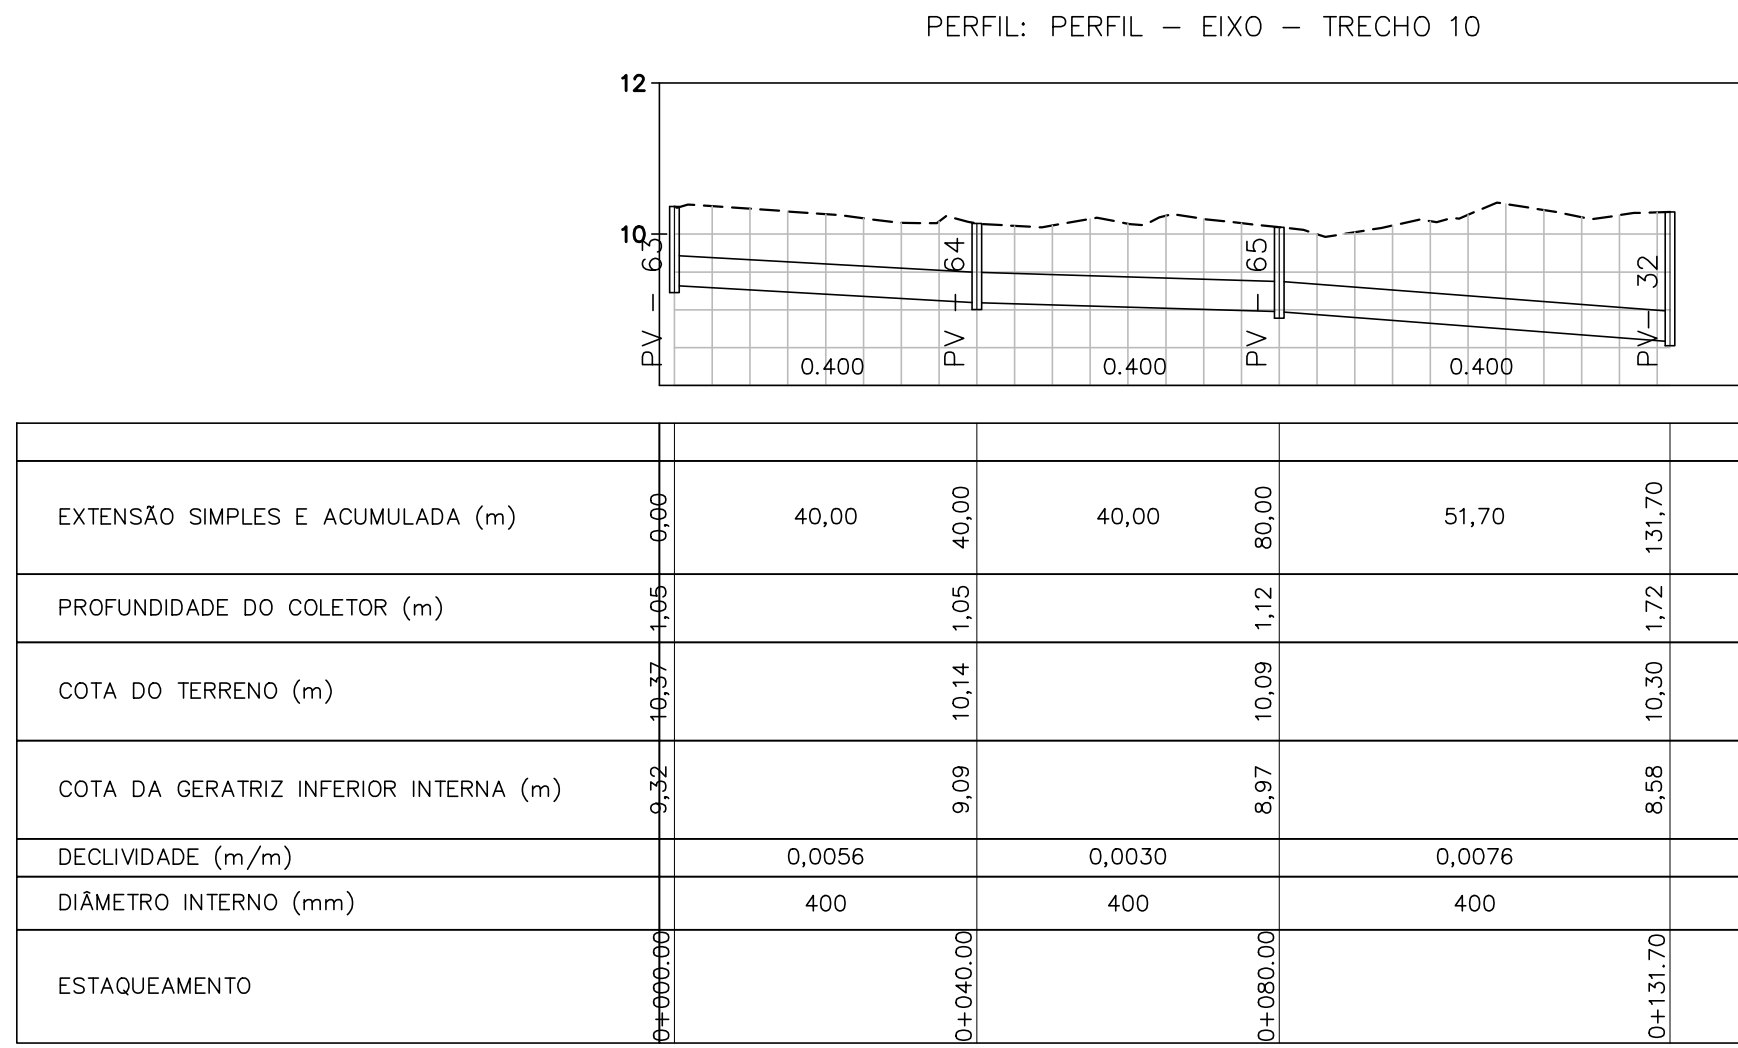 PERFIL: PERFIL - EIXO - TRECHO 10
12
10
PV - 63
PV - 64
PV - 65
PV - 32
0.400 0.400 0.400
EXTENSÃO SIMPLES E ACUMULADA (m) 0,00 40,00 40,00 40,00 80,00 51,70 131,70
PROFUNDIDADE DO COLETOR (m) 1,05 1,05 1,12 1,72
COTA DO TERRENO (m) 10,37 10,14 10,09 10,30
COTA DA GERATRIZ INFERIOR INTERNA (m) 9,32 9,09 8,97 8,58
DECLIVIDADE (m/m) 0,0056 0,0030 0,0076
DIÂMETRO INTERNO (mm) 400 400 400
ESTAQUEAMENTO 0+000.00 0+040.00 0+080.00 0+131.70